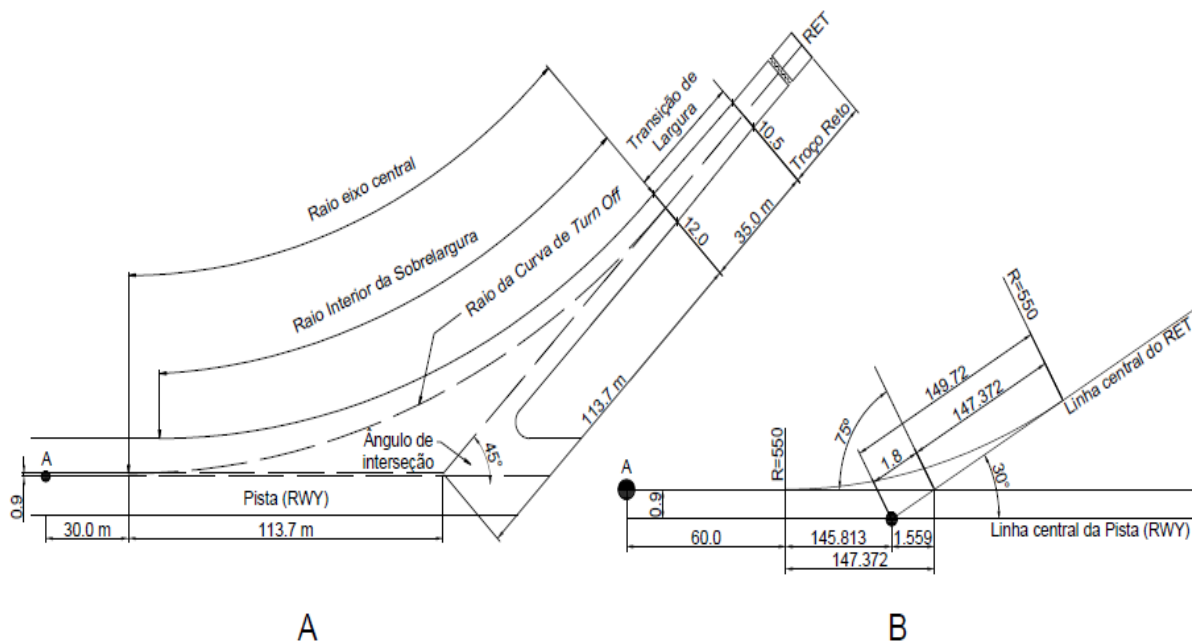 RET
Transição de
Largura
10.5
Troço Reto
Raio eixo central
Raio Interior da Sobrelargura
Raio da Curva de Turn Off
12.0
35.0 m
113.7 m
A
Ângulo de
interseção
45°
Pista (RWY)
0.9
30.0 m
113.7 m
A
R=550
149.72
147.372
Linha central do RET
75º
R=550
1.8
30°
A
0.9
Linha central da Pista (RWY)
60.0
145.813
1.559
147.372
B